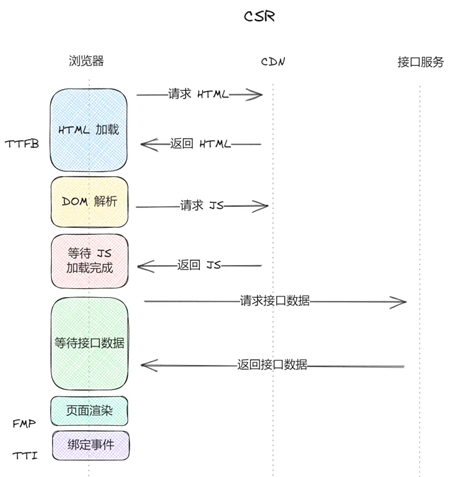 CSR
浏览器
CDN
接口服务
请求 HTML
HTML 加载
TTFB
返回 HTML
DOM 解析
请求 JS
等待 JS
加载完成
返回 JS
请求接口数据
等待接口数据
返回接口数据
页面渲染
FMP
绑定事件
TTI